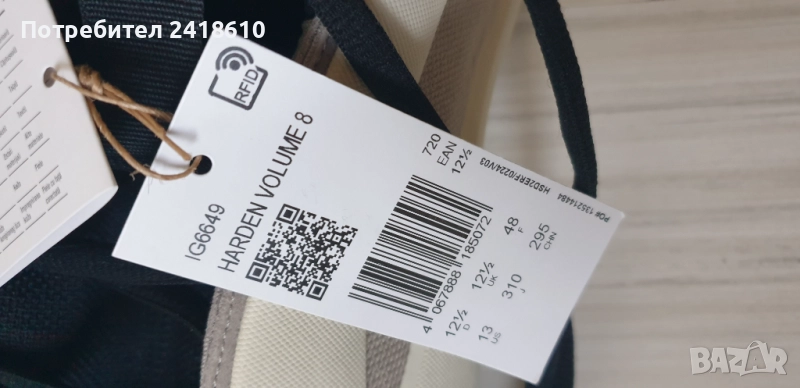 Потребител 2418610
RFID
IG6649
HARDEN VOLUME 8
720
EAN
12½
4 067888 185072
12½ D
12½ UK
48 F
13 US
310 J
295 CHN
HSD2ERF/0224/V03
PO# 135214484
BAZAR